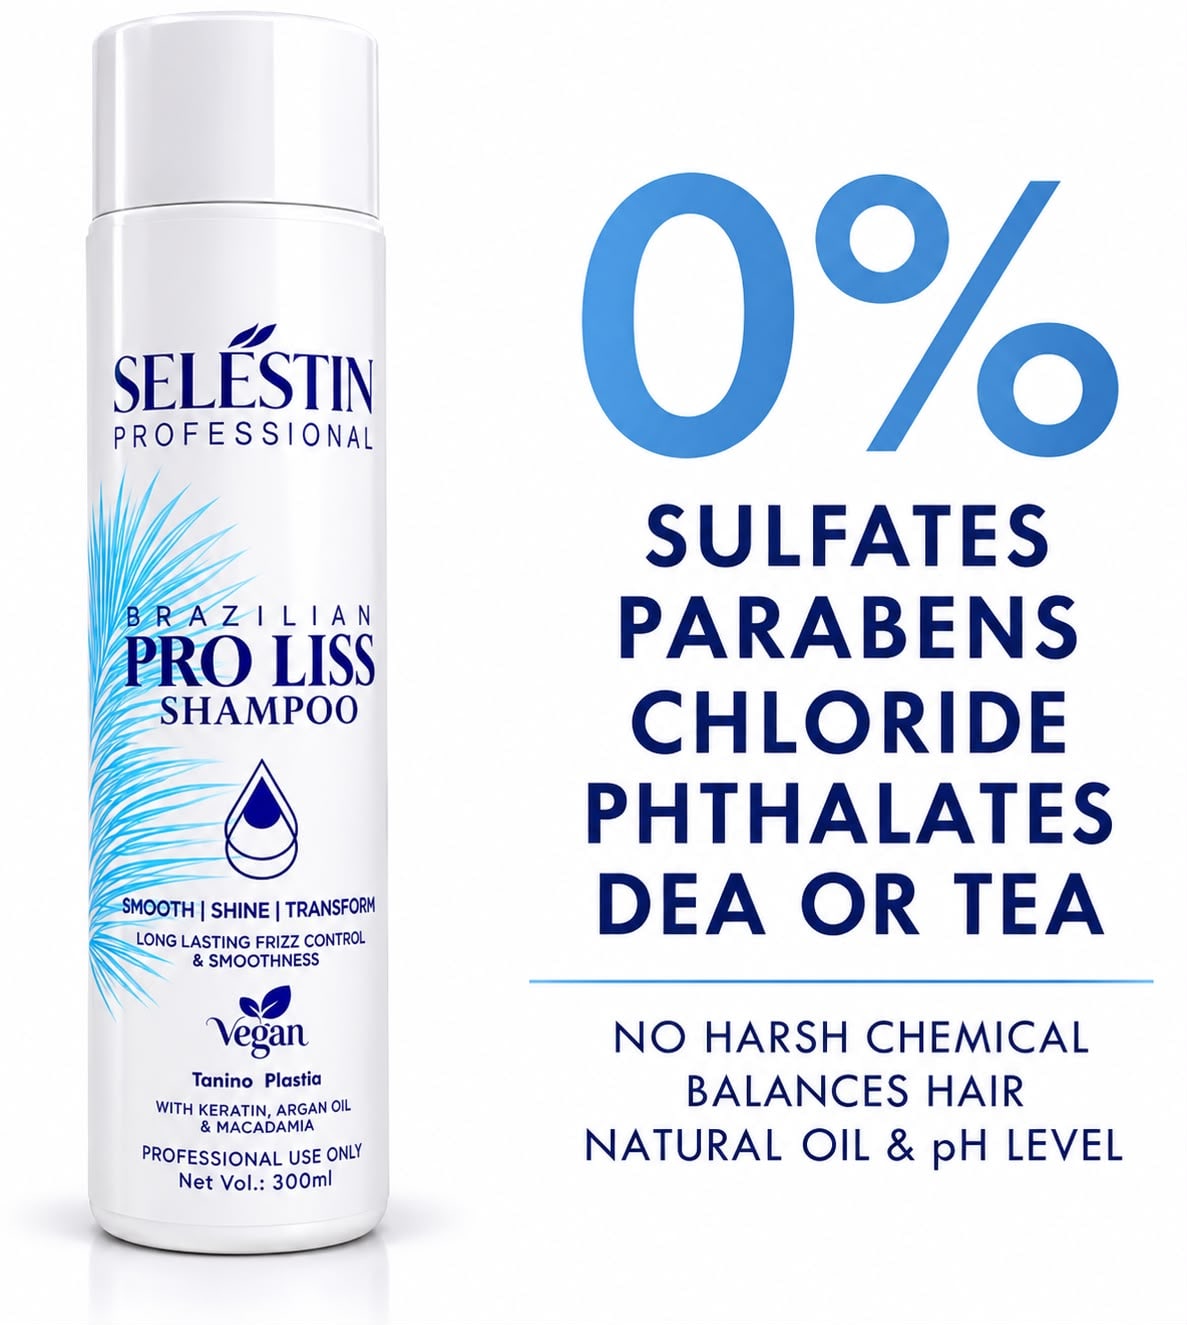 SELÉSTIN
PROFESSIONAL
BRAZILIAN
PRO LISS
SHAMPOO
SMOOTH | SHINE | TRANSFORM
LONG LASTING FRIZZ CONTROL
& SMOOTHNESS
Vegan
Tanino Plastia
WITH KERATIN, ARGAN OIL
& MACADAMIA
PROFESSIONAL USE ONLY
Net Vol.: 300ml
0%
SULFATES
PARABENS
CHLORIDE
PHTHALATES
DEA OR TEA
NO HARSH CHEMICAL
BALANCES HAIR
NATURAL OIL & pH LEVEL